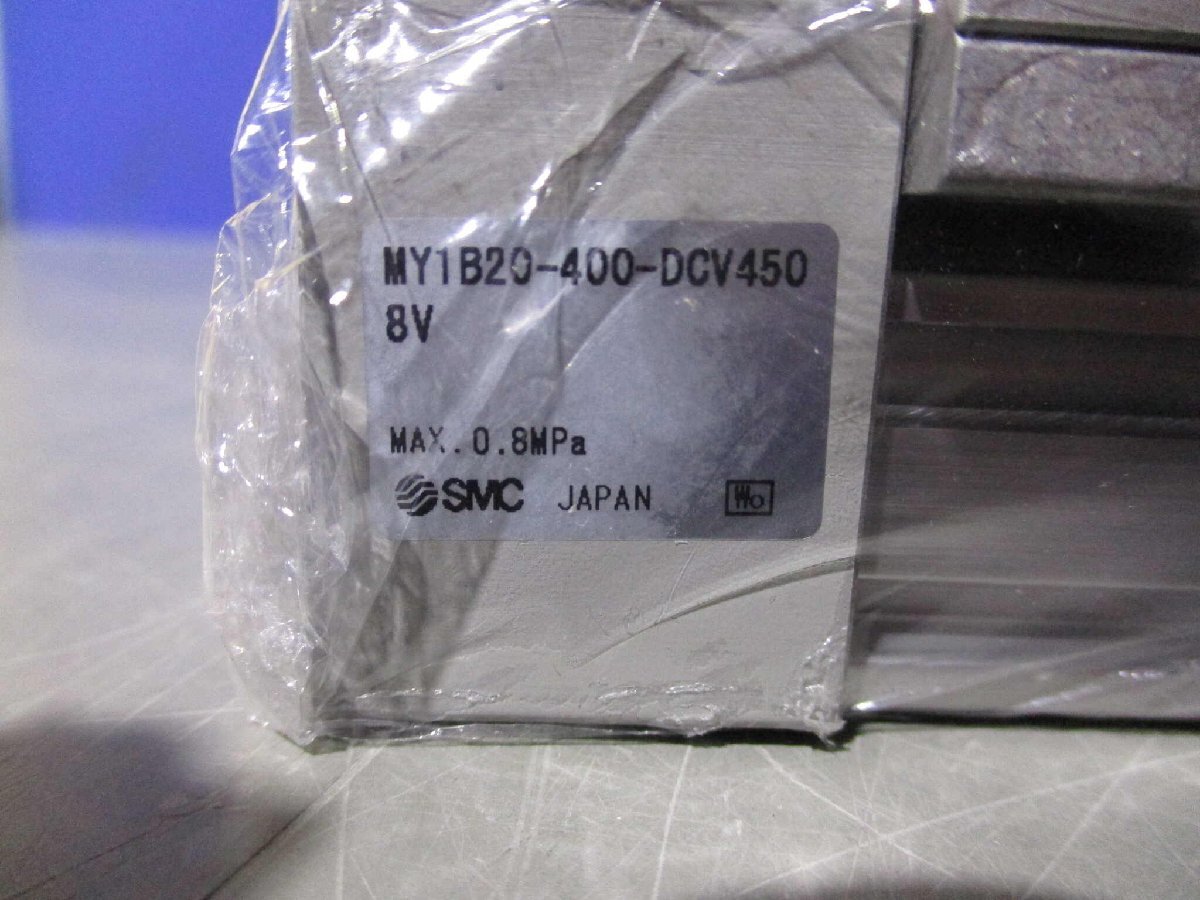 MY1B20-400-DCV450
8V
MAX. 0.8MPa
SMC JAPAN